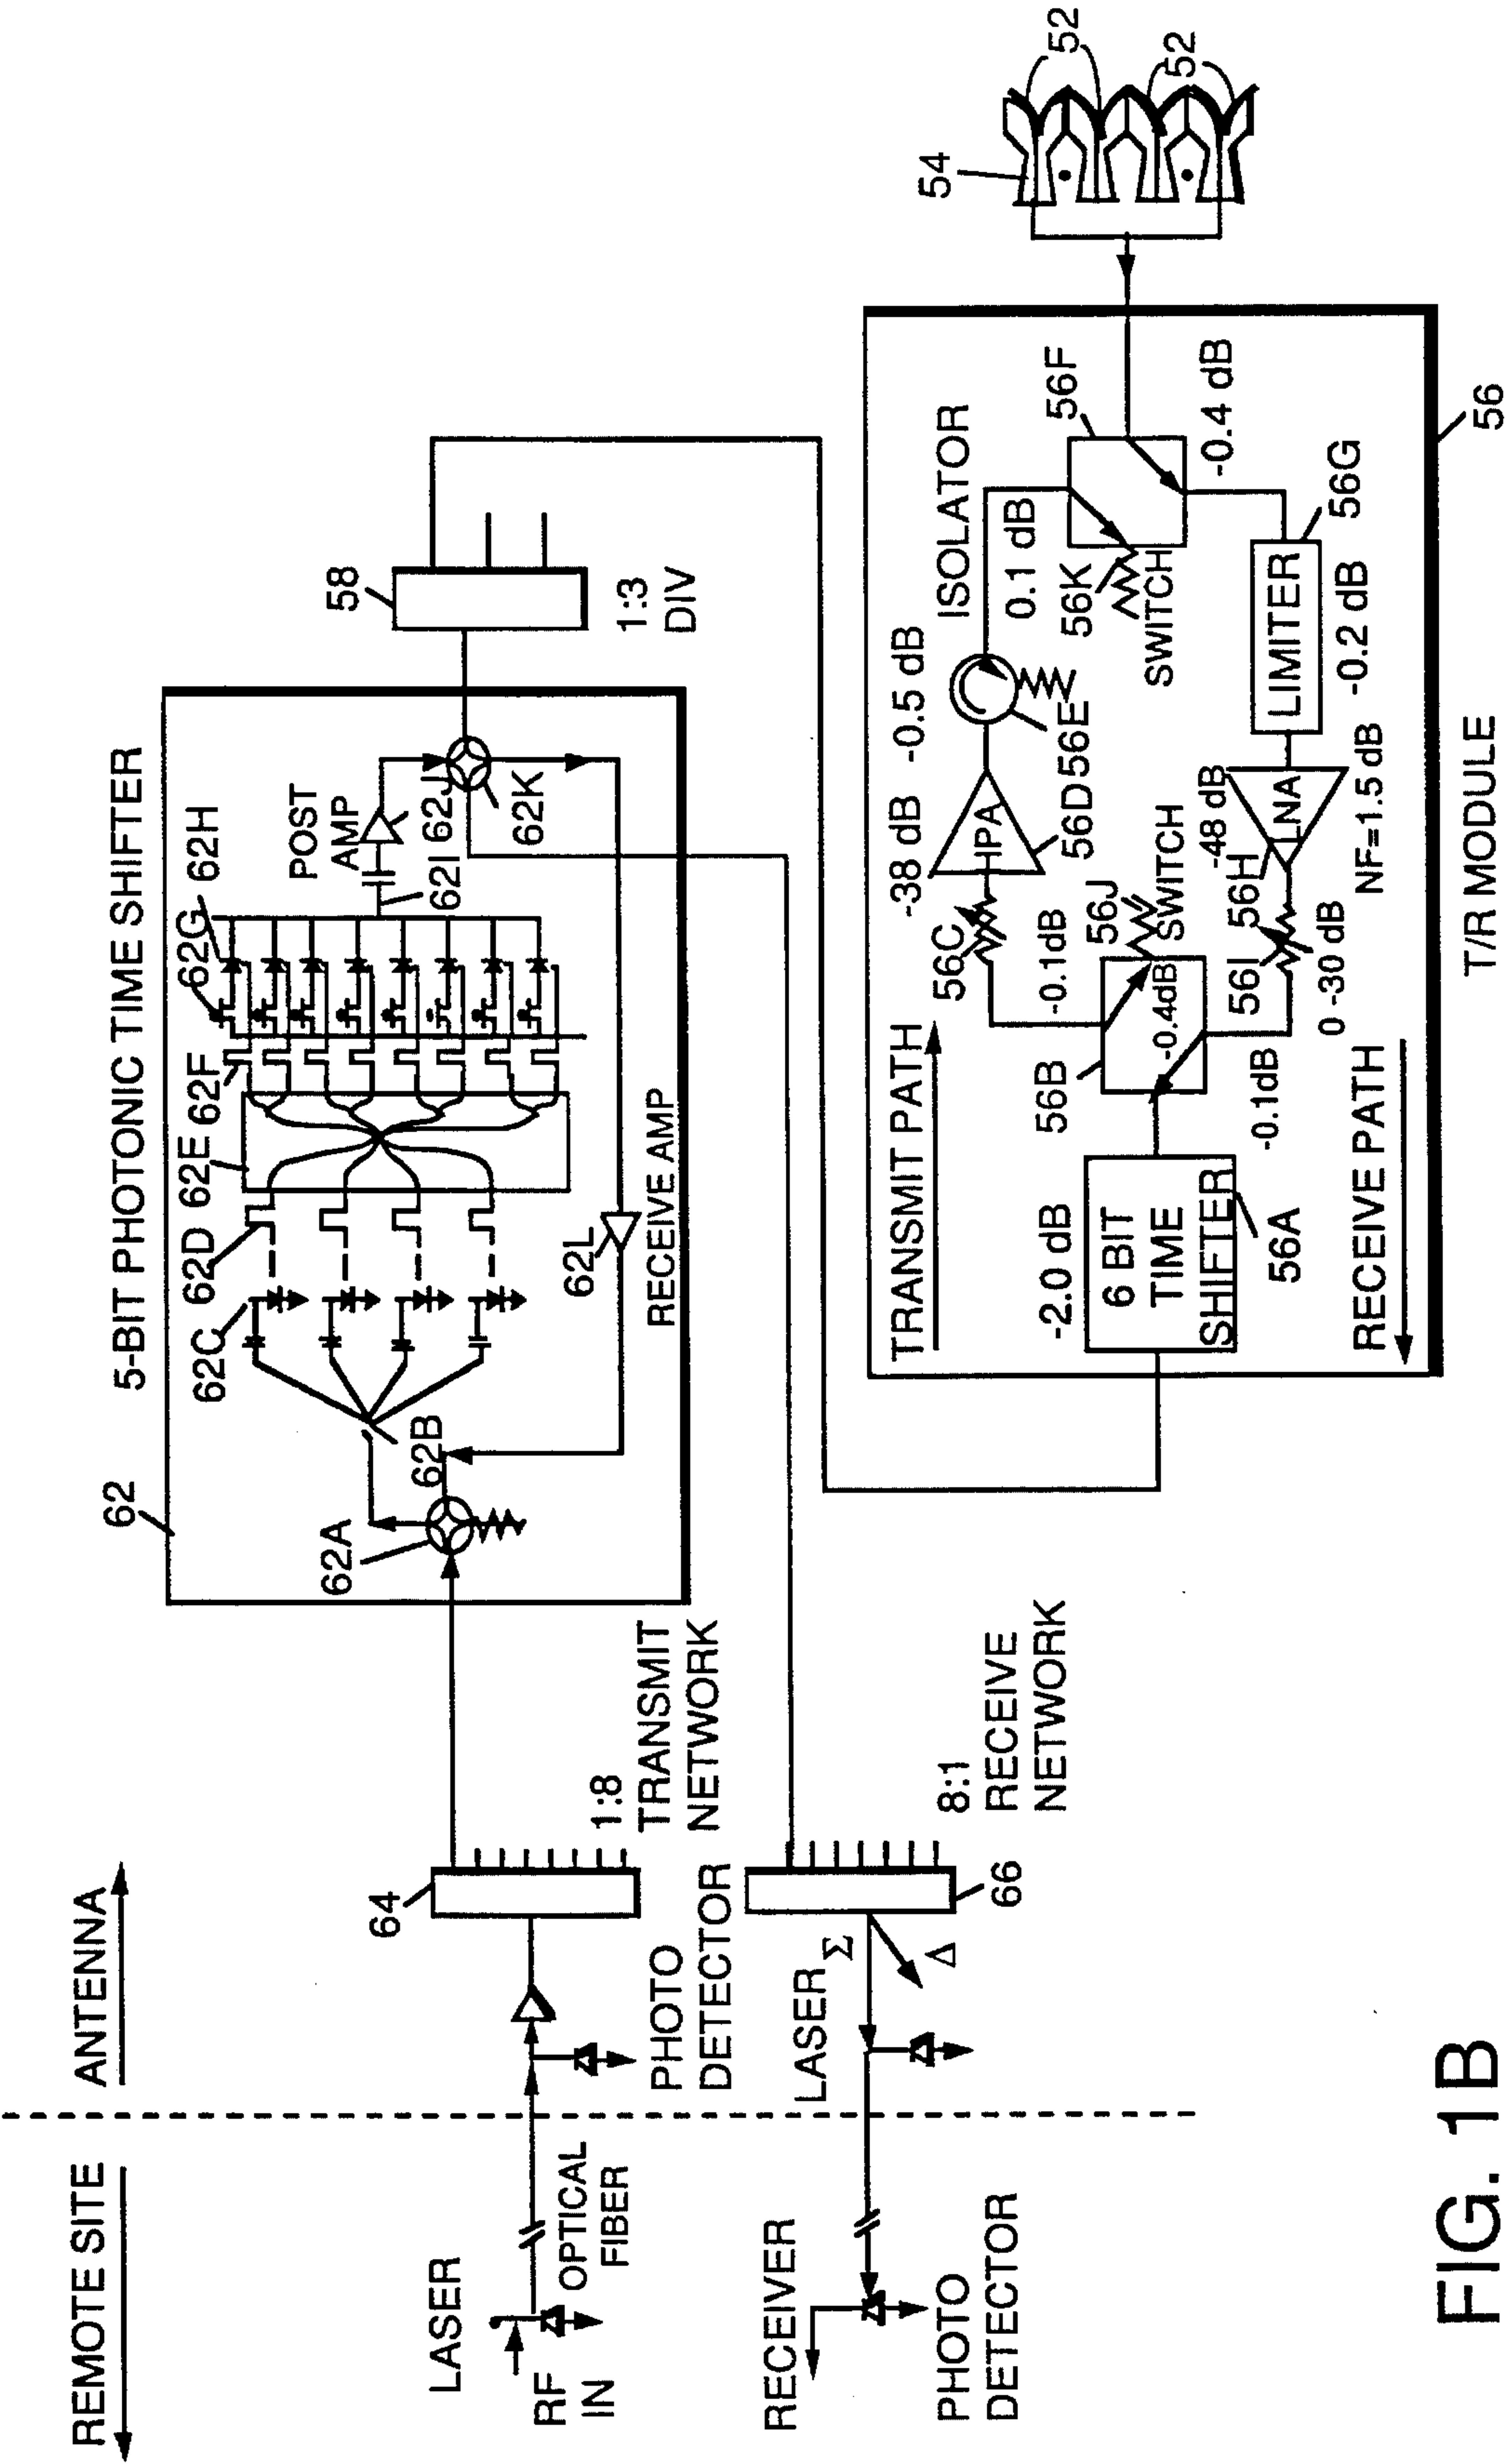 REMOTE SITE
ANTENNA
LASER
RF
IN
OPTICAL
FIBER
PHOTO
DETECTOR
64
1:8
TRANSMIT
NETWORK
RECEIVER
PHOTO
DETECTOR
LASER
Σ
Δ
66
8:1
RECEIVE
NETWORK
5-BIT PHOTONIC TIME SHIFTER
62
62A
62B
62C
62D
62E
62F
62G
62H
POST
AMP
62I
62J
62K
62L
RECEIVE AMP
58
1:3
DIV
TRANSMIT PATH
-2.0 dB
6 BIT
TIME
SHIFTER
56A
56B
-0.4dB
-0.1dB
56C
-0.1dB
56J
SWITCH
-38 dB
HPA
56D
56E
-0.5 dB
ISOLATOR
0.1 dB
56K
SWITCH
56F
-0.4 dB
56G
LIMITER
-0.2 dB
-48 dB
LNA
56H
NF=1.5 dB
56I
0 -30 dB
RECEIVE PATH
T/R MODULE
56
54
52
52
FIG. 1B